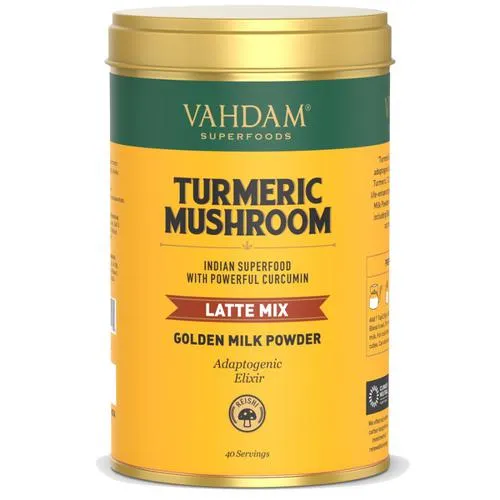 VAHDAM®
SUPERFOODS
TURMERIC
MUSHROOM
INDIAN SUPERFOOD
WITH POWERFUL CURCUMIN
LATTE MIX
GOLDEN MILK POWDER
Adaptogenic
Elixir
REISHI
40 Servings